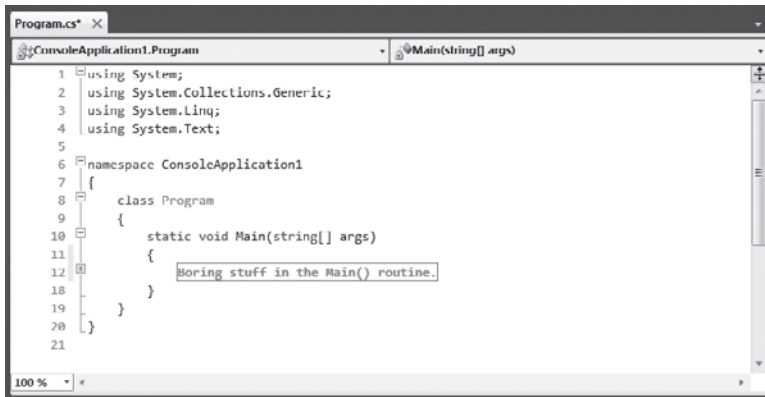 Program.cs*
ConsoleApplication1.Program Main(string[] args)
1 using System;
2 using System.Collections.Generic;
3 using System.Linq;
4 using System.Text;
5
6 namespace ConsoleApplication1
7 {
8 class Program
9 {
10 static void Main(string[] args)
11 {
12 Boring stuff in the Main() routine.
18 }
19 }
20 }
21
100 %